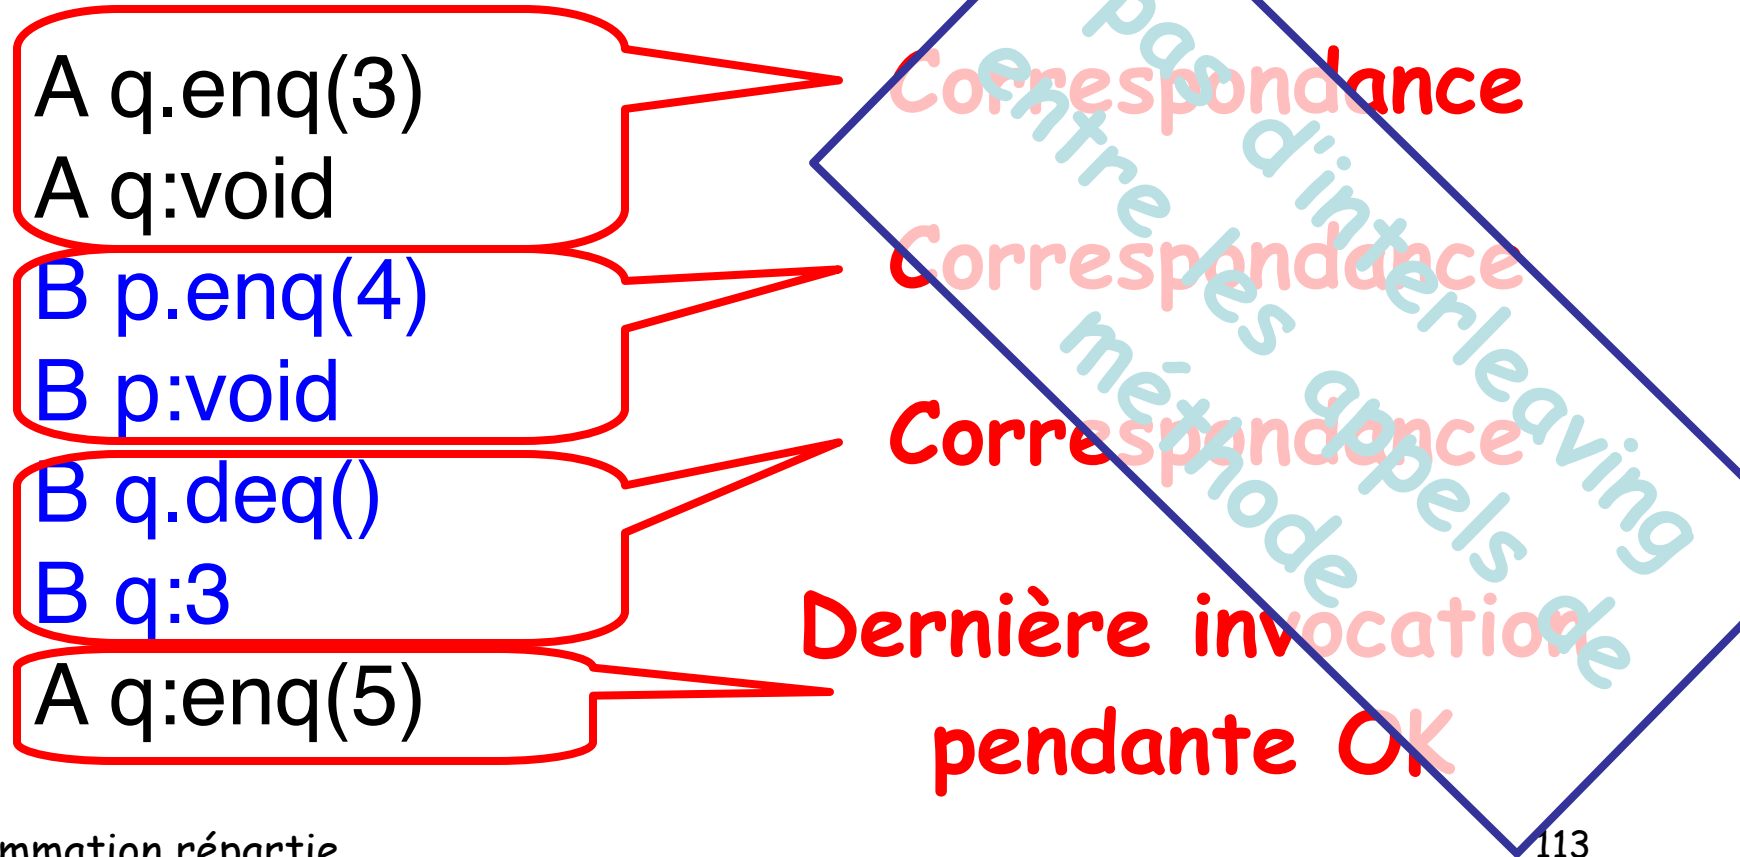 A q.enq(3)
A q:void
B p.enq(4)
B p:void
B q.deq()
B q:3
A q:enq(5)
Correspondance
Correspondance
Correspondance
Dernière invocation
pendante OK
pas d'interleaving
entre les appels de
méthode
répartie
113